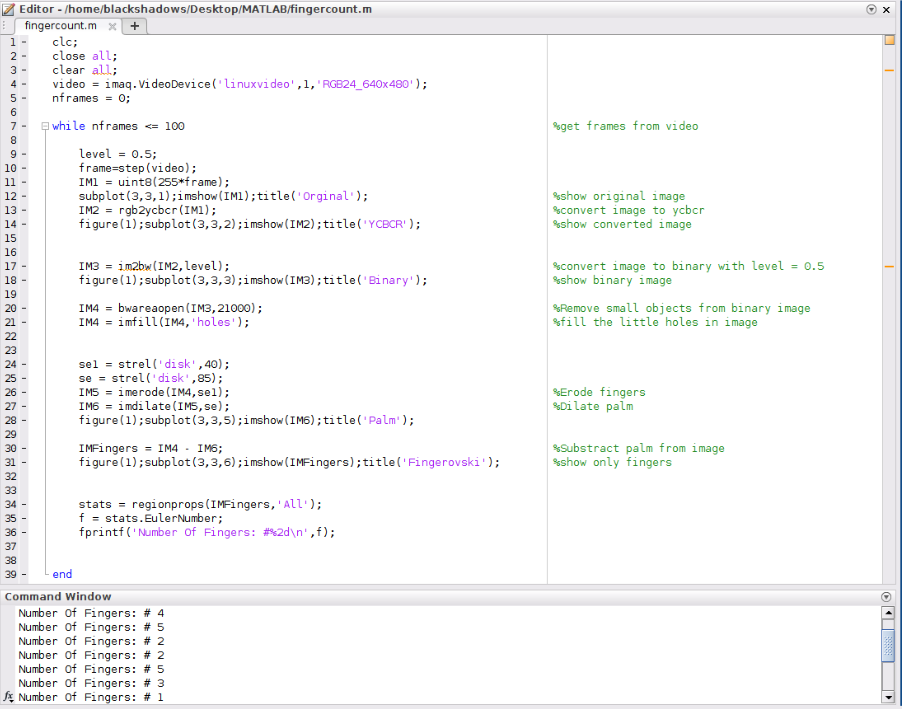 Editor - /home/blackshadows/Desktop/MATLAB/fingercount.m
fingercount.m × +
1 - clc;
2 - close all;
3 - clear all;
4 - video = imaq.VideoDevice('linuxvideo',1,'RGB24_640x480');
5 - nframes = 0;
6
7 - while nframes <= 100 %get frames from video
8
9 - level = 0.5;
10 - frame=step(video);
11 - IM1 = uint8(255*frame);
12 - subplot(3,3,1);imshow(IM1);title('Orginal'); %show original image
13 - IM2 = rgb2ycbcr(IM1); %convert image to ycbcr
14 - figure(1);subplot(3,3,2);imshow(IM2);title('YCBCR'); %show converted image
15
16
17 - IM3 = im2bw(IM2,level); %convert image to binary with level = 0.5
18 - figure(1);subplot(3,3,3);imshow(IM3);title('Binary'); %show binary image
19
20 - IM4 = bwareaopen(IM3,21000); %Remove small objects from binary image
21 - IM4 = imfill(IM4,'holes'); %fill the little holes in image
22
23
24 - se1 = strel('disk',40);
25 - se = strel('disk',85);
26 - IM5 = imerode(IM4,se1); %Erode fingers
27 - IM6 = imdilate(IM5,se); %Dilate palm
28 - figure(1);subplot(3,3,5);imshow(IM6);title('Palm');
29
30 - IMFingers = IM4 - IM6; %Substract palm from image
31 - figure(1);subplot(3,3,6);imshow(IMFingers);title('Fingerovski'); %show only fingers
32
33
34 - stats = regionprops(IMFingers,'All');
35 - f = stats.EulerNumber;
36 - fprintf('Number Of Fingers: #%2d\n',f);
37
38
39 - end
Command Window
Number Of Fingers: # 4
Number Of Fingers: # 5
Number Of Fingers: # 2
Number Of Fingers: # 2
Number Of Fingers: # 5
Number Of Fingers: # 3
fx Number Of Fingers: # 1